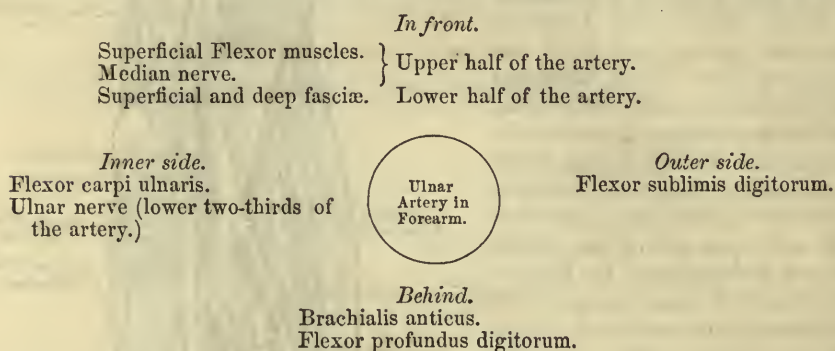 In front.
Superficial Flexor muscles.
Median nerve.
} Upper half of the artery.
Superficial and deep fasciæ. Lower half of the artery.
Inner side.
Flexor carpi ulnaris.
Ulnar nerve (lower two-thirds of
the artery.)
Ulnar
Artery in
Forearm.
Outer side.
Flexor sublimis digitorum.
Behind.
Brachialis anticus.
Flexor profundus digitorum.